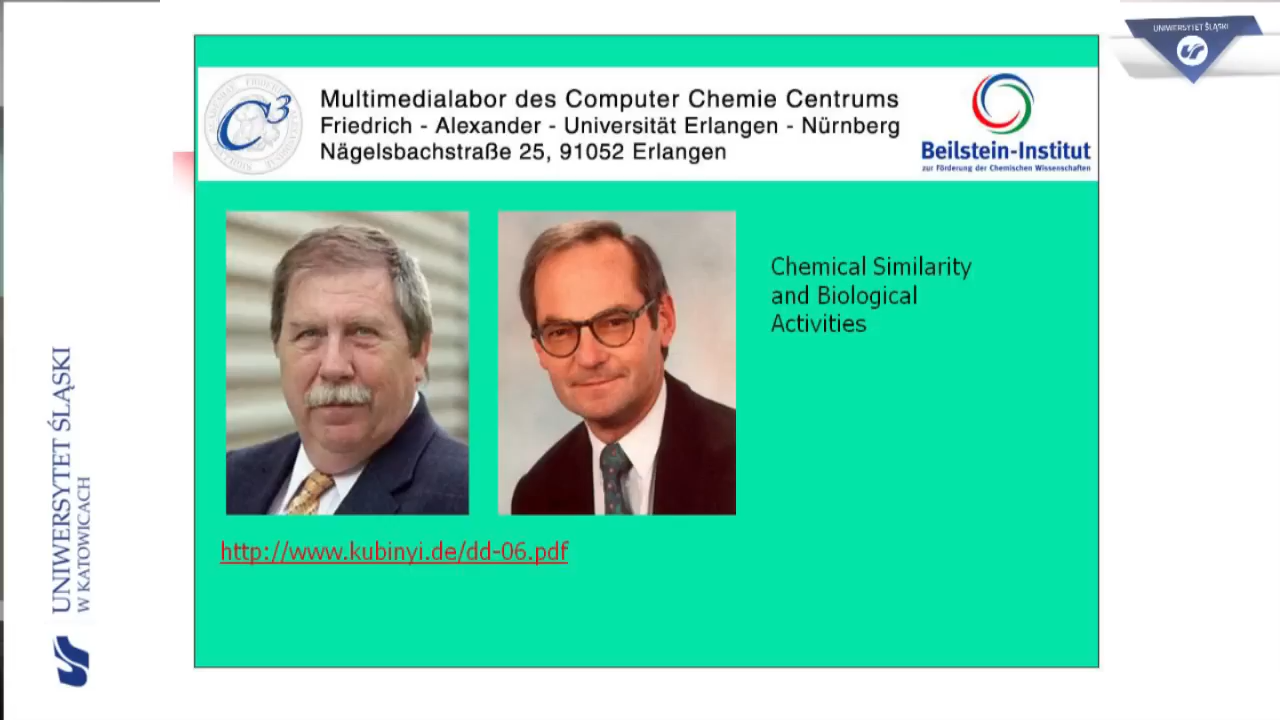 UNIWERSYTET ŚLĄSKI
Multimedialabor des Computer Chemie Centrums
Friedrich - Alexander - Universität Erlangen - Nürnberg
Nägelsbachstraße 25, 91052 Erlangen
C3
Beilstein-Institut
zur Förderung der Chemischen Wissenschaften
Chemical Similarity
and Biological
Activities
http://www.kubinyi.de/dd-06.pdf
UNIWERSYTET ŚLĄSKI
W KATOWICACH